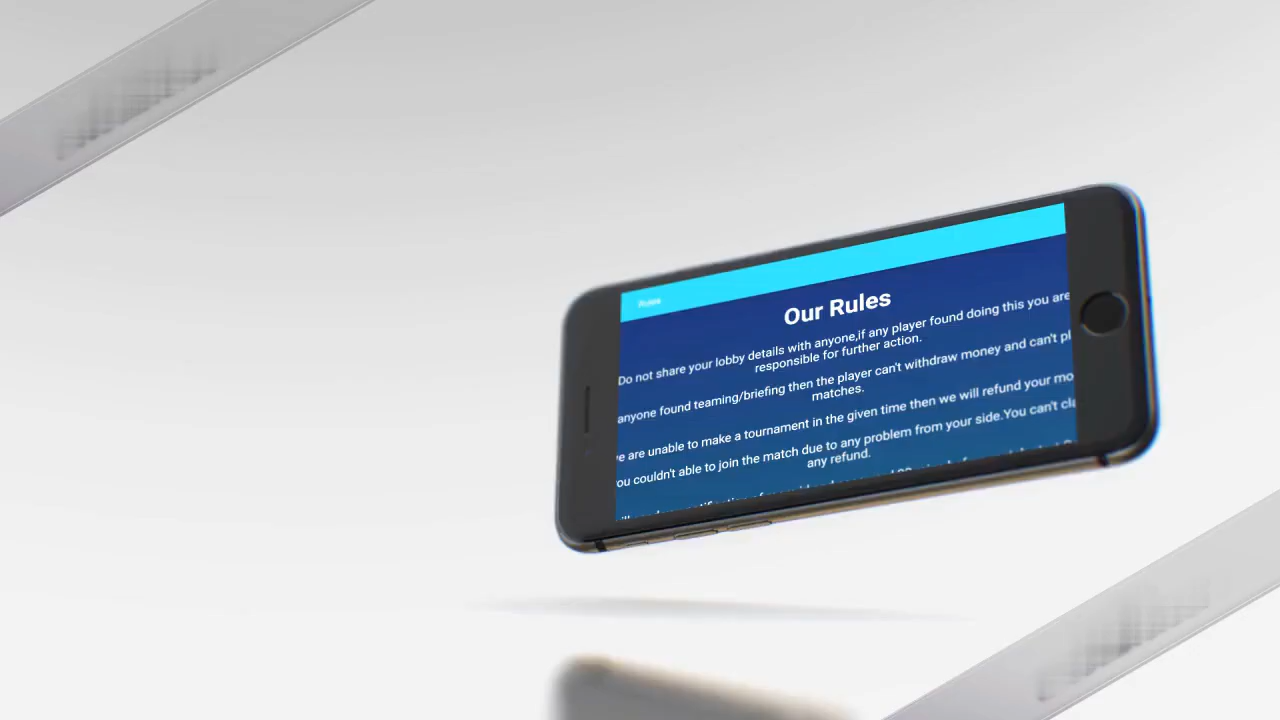 Rules
Our Rules
Do not share your lobby details with anyone,if any player found doing this you are
responsible for further action.
anyone found teaming/briefing then the player can't withdraw money and can't pl
matches.
e are unable to make a tournament in the given time then we will refund your mo
ou couldn't able to join the match due to any problem from your side.You can't cla
any refund.